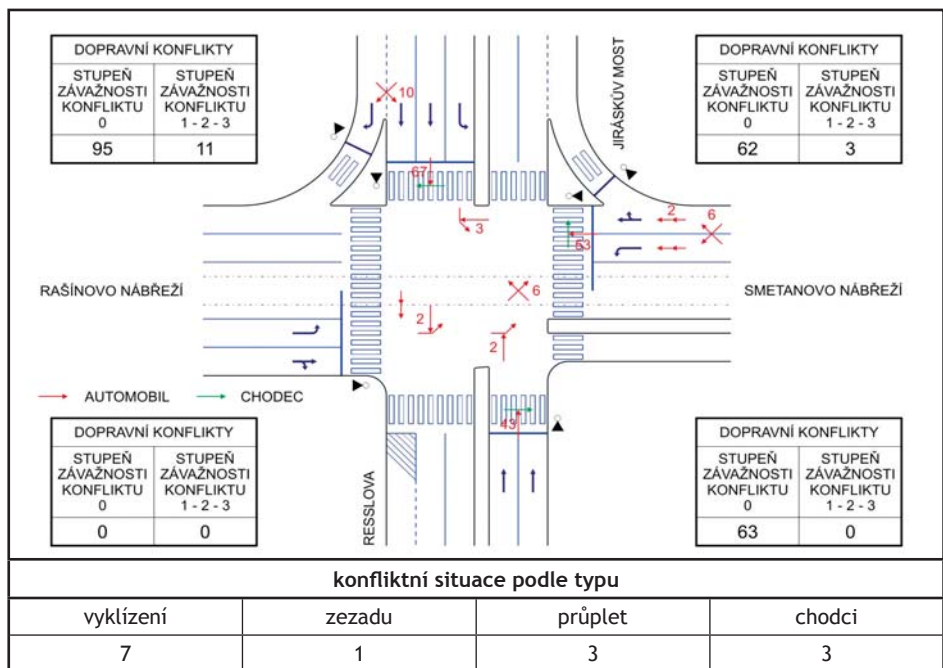 DOPRAVNÍ KONFLIKTY
STUPEŇ ZÁVAŽNOSTI KONFLIKTU 0
STUPEŇ ZÁVAŽNOSTI KONFLIKTU 1 - 2 - 3
95
11
10
JIRÁSKŮV MOST
DOPRAVNÍ KONFLIKTY
STUPEŇ ZÁVAŽNOSTI KONFLIKTU 0
STUPEŇ ZÁVAŽNOSTI KONFLIKTU 1 - 2 - 3
62
3
67
3
2
6
53
RAŠÍNOVO NÁBŘEŽÍ
6
SMETANOVO NÁBŘEŽÍ
2
2
AUTOMOBIL
CHODEC
43
DOPRAVNÍ KONFLIKTY
STUPEŇ ZÁVAŽNOSTI KONFLIKTU 0
STUPEŇ ZÁVAŽNOSTI KONFLIKTU 1 - 2 - 3
0
0
RESSLOVA
DOPRAVNÍ KONFLIKTY
STUPEŇ ZÁVAŽNOSTI KONFLIKTU 0
STUPEŇ ZÁVAŽNOSTI KONFLIKTU 1 - 2 - 3
63
0
konfliktní situace podle typu
vyklízení
zezadu
průplet
chodci
7
1
3
3